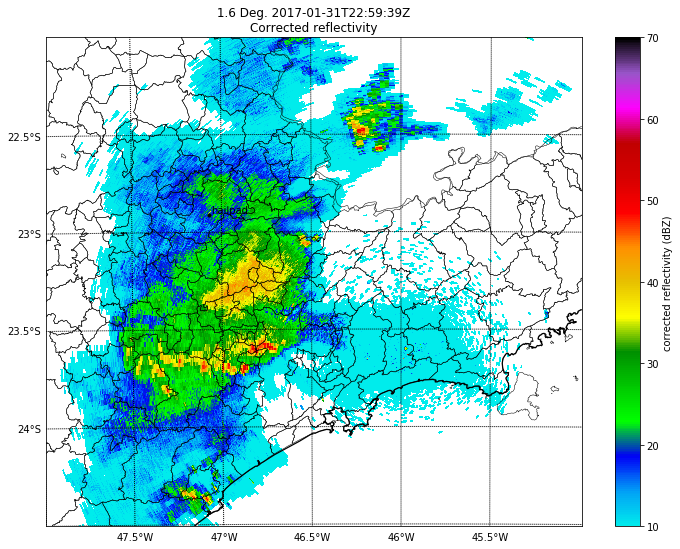 1.6 Deg. 2017-01-31T22:59:39Z
Corrected reflectivity
22.5°S
23°S
23.5°S
24°S
47.5°W
47°W
46.5°W
46°W
45.5°W
70
60
50
40
30
20
10
corrected reflectivity (dBZ)